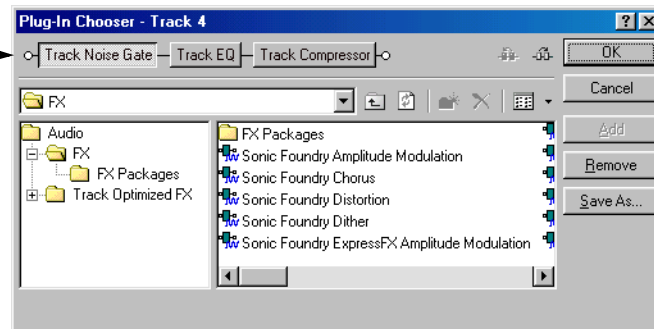 Plug-In Chooser - Track 4
Track Noise Gate
Track EQ
Track Compressor
OK
Cancel
Add
Remove
Save As...
FX
Audio
FX
FX Packages
Track Optimized FX
FX Packages
Sonic Foundry Amplitude Modulation
Sonic Foundry Chorus
Sonic Foundry Distortion
Sonic Foundry Dither
Sonic Foundry ExpressFX Amplitude Modulation